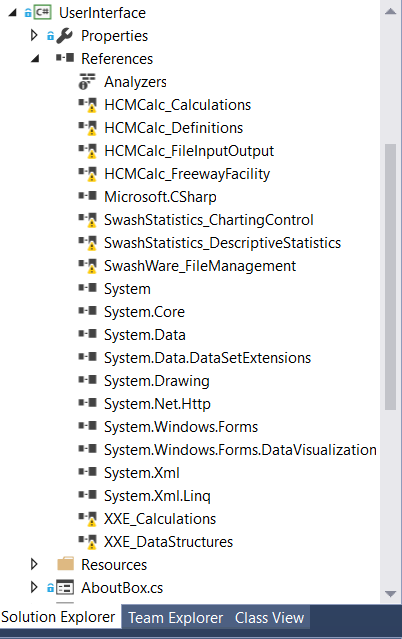 C# UserInterface
Properties
References
Analyzers
HCMCalc_Calculations
HCMCalc_Definitions
HCMCalc_FileInputOutput
HCMCalc_FreewayFacility
Microsoft.CSharp
SwashStatistics_ChartingControl
SwashStatistics_DescriptiveStatistics
SwashWare_FileManagement
System
System.Core
System.Data
System.Data.DataSetExtensions
System.Drawing
System.Net.Http
System.Windows.Forms
System.Windows.Forms.DataVisualization
System.Xml
System.Xml.Linq
XXE_Calculations
XXE_DataStructures
Resources
AboutBox.cs
Solution Explorer Team Explorer Class View